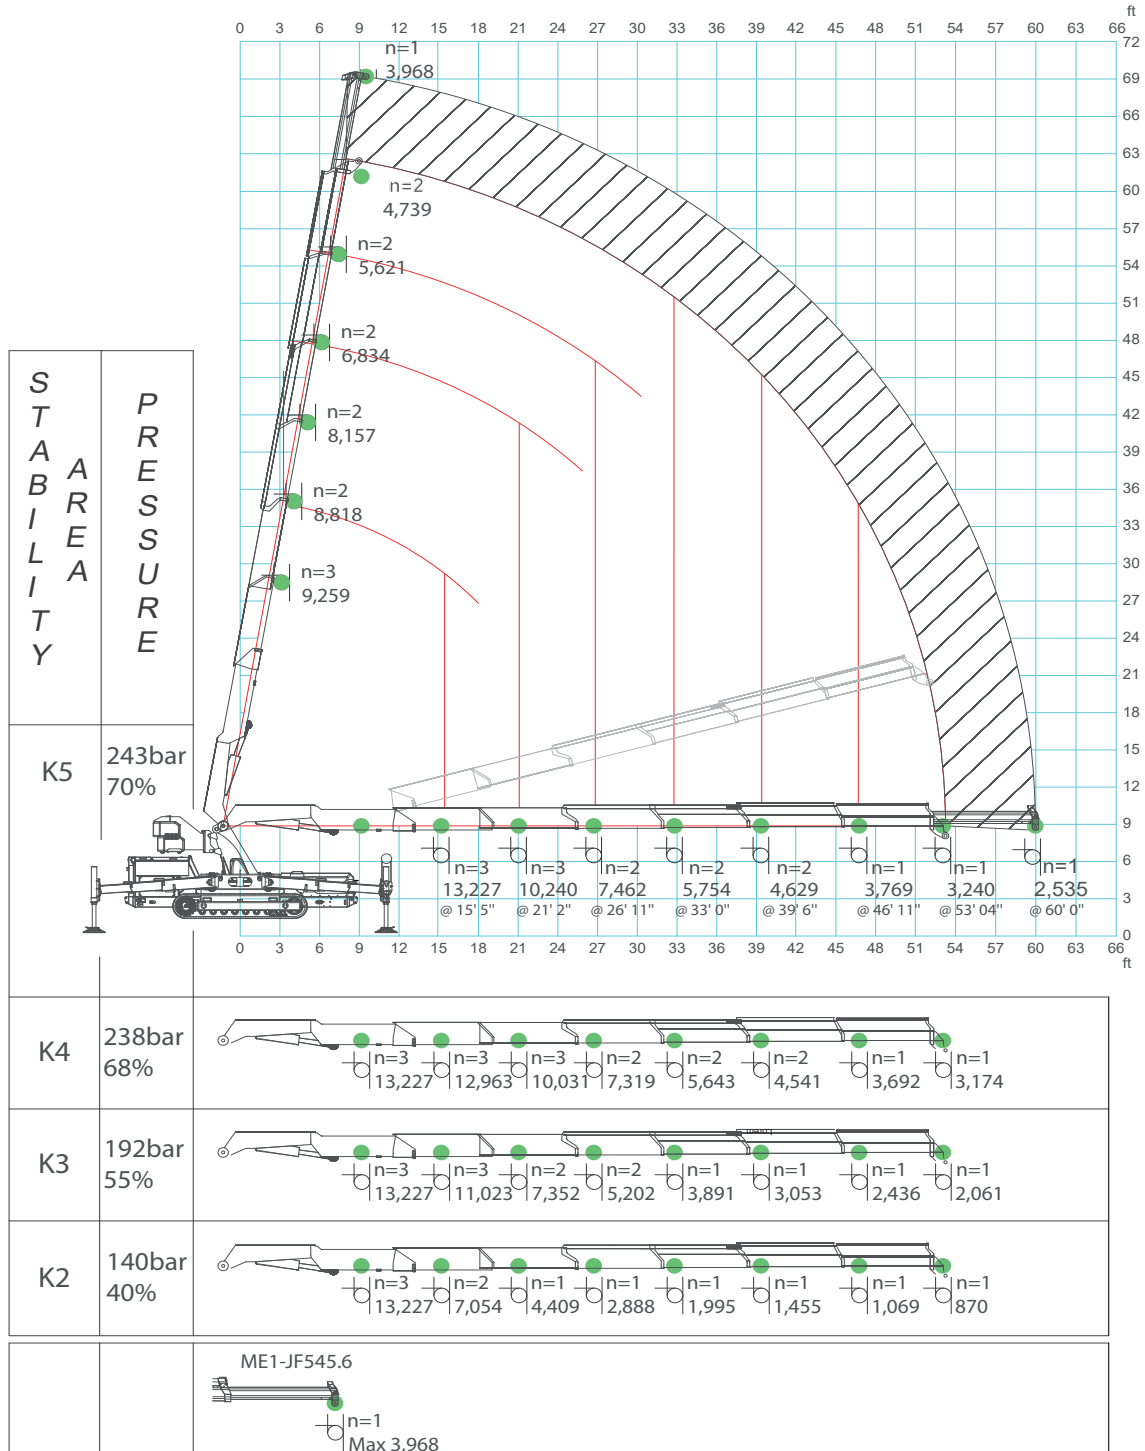 ft
0 3 6 9 12 15 18 21 24 27 30 33 36 39 42 45 48 51 54 57 60 63 66
72
69
66
63
60
57
54
51
48
45
42
39
36
33
30
27
24
21
18
15
12
9
6
3
0
n=1
3,968
n=2
4,739
n=2
5,621
n=2
6,834
n=2
8,157
n=2
8,818
n=3
9,259
STABILITY
AREA
PRESSURE
K5
243bar
70%
n=3 n=3 n=2 n=2 n=2 n=1 n=1 n=1
13,227 10,240 7,462 5,754 4,629 3,769 3,240 2,535
@ 15' 5" @ 21' 2" @ 26' 11" @ 33' 0" @ 39' 6" @ 46' 11" @ 53' 04" @ 60' 0"
0 3 6 9 12 15 18 21 24 27 30 33 36 39 42 45 48 51 54 57 60 63 66
ft
K4
238bar
68%
n=3 n=3 n=3 n=2 n=2 n=2 n=1 n=1
13,227 12,963 10,031 7,319 5,643 4,541 3,692 3,174
K3
192bar
55%
n=3 n=3 n=2 n=2 n=1 n=1 n=1 n=1
13,227 11,023 7,352 5,202 3,891 3,053 2,436 2,061
K2
140bar
40%
n=3 n=2 n=1 n=1 n=1 n=1 n=1 n=1
13,227 7,054 4,409 2,888 1,995 1,455 1,069 870
ME1-JF545.6
n=1
Max 3,968